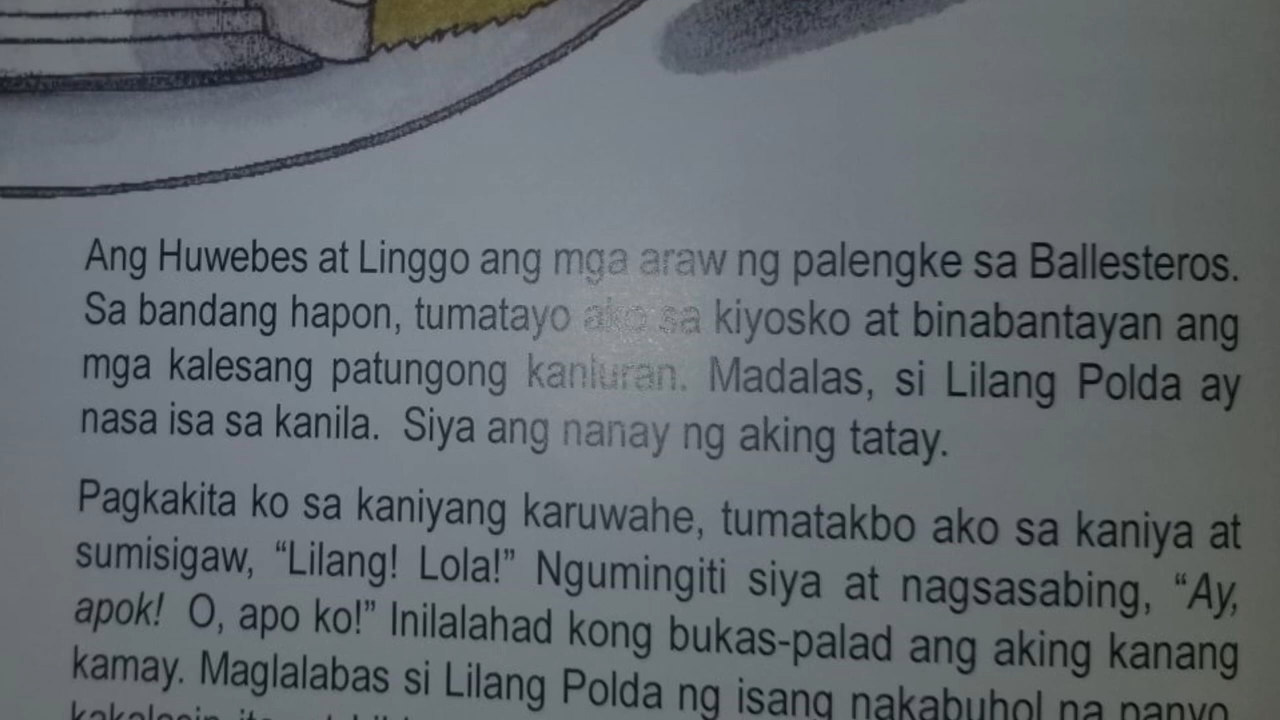 Ang Huwebes at Linggo ang mga araw ng palengke sa Ballesteros.
Sa bandang hapon, tumatayo ako sa kiyosko at binabantayan ang
mga kalesang patungong kanluran. Madalas, si Lilang Polda ay
nasa isa sa kanila. Siya ang nanay ng aking tatay.
Pagkakita ko sa kaniyang karuwahe, tumatakbo ako sa kaniya at
sumisigaw, “Lilang! Lola!” Ngumingiti siya at nagsasabing, “Ay,
apok! O, apo ko!” Inilalahad kong bukas-palad ang aking kanang
kamay. Maglalabas si Lilang Polda ng isang nakabuhol na panyo,